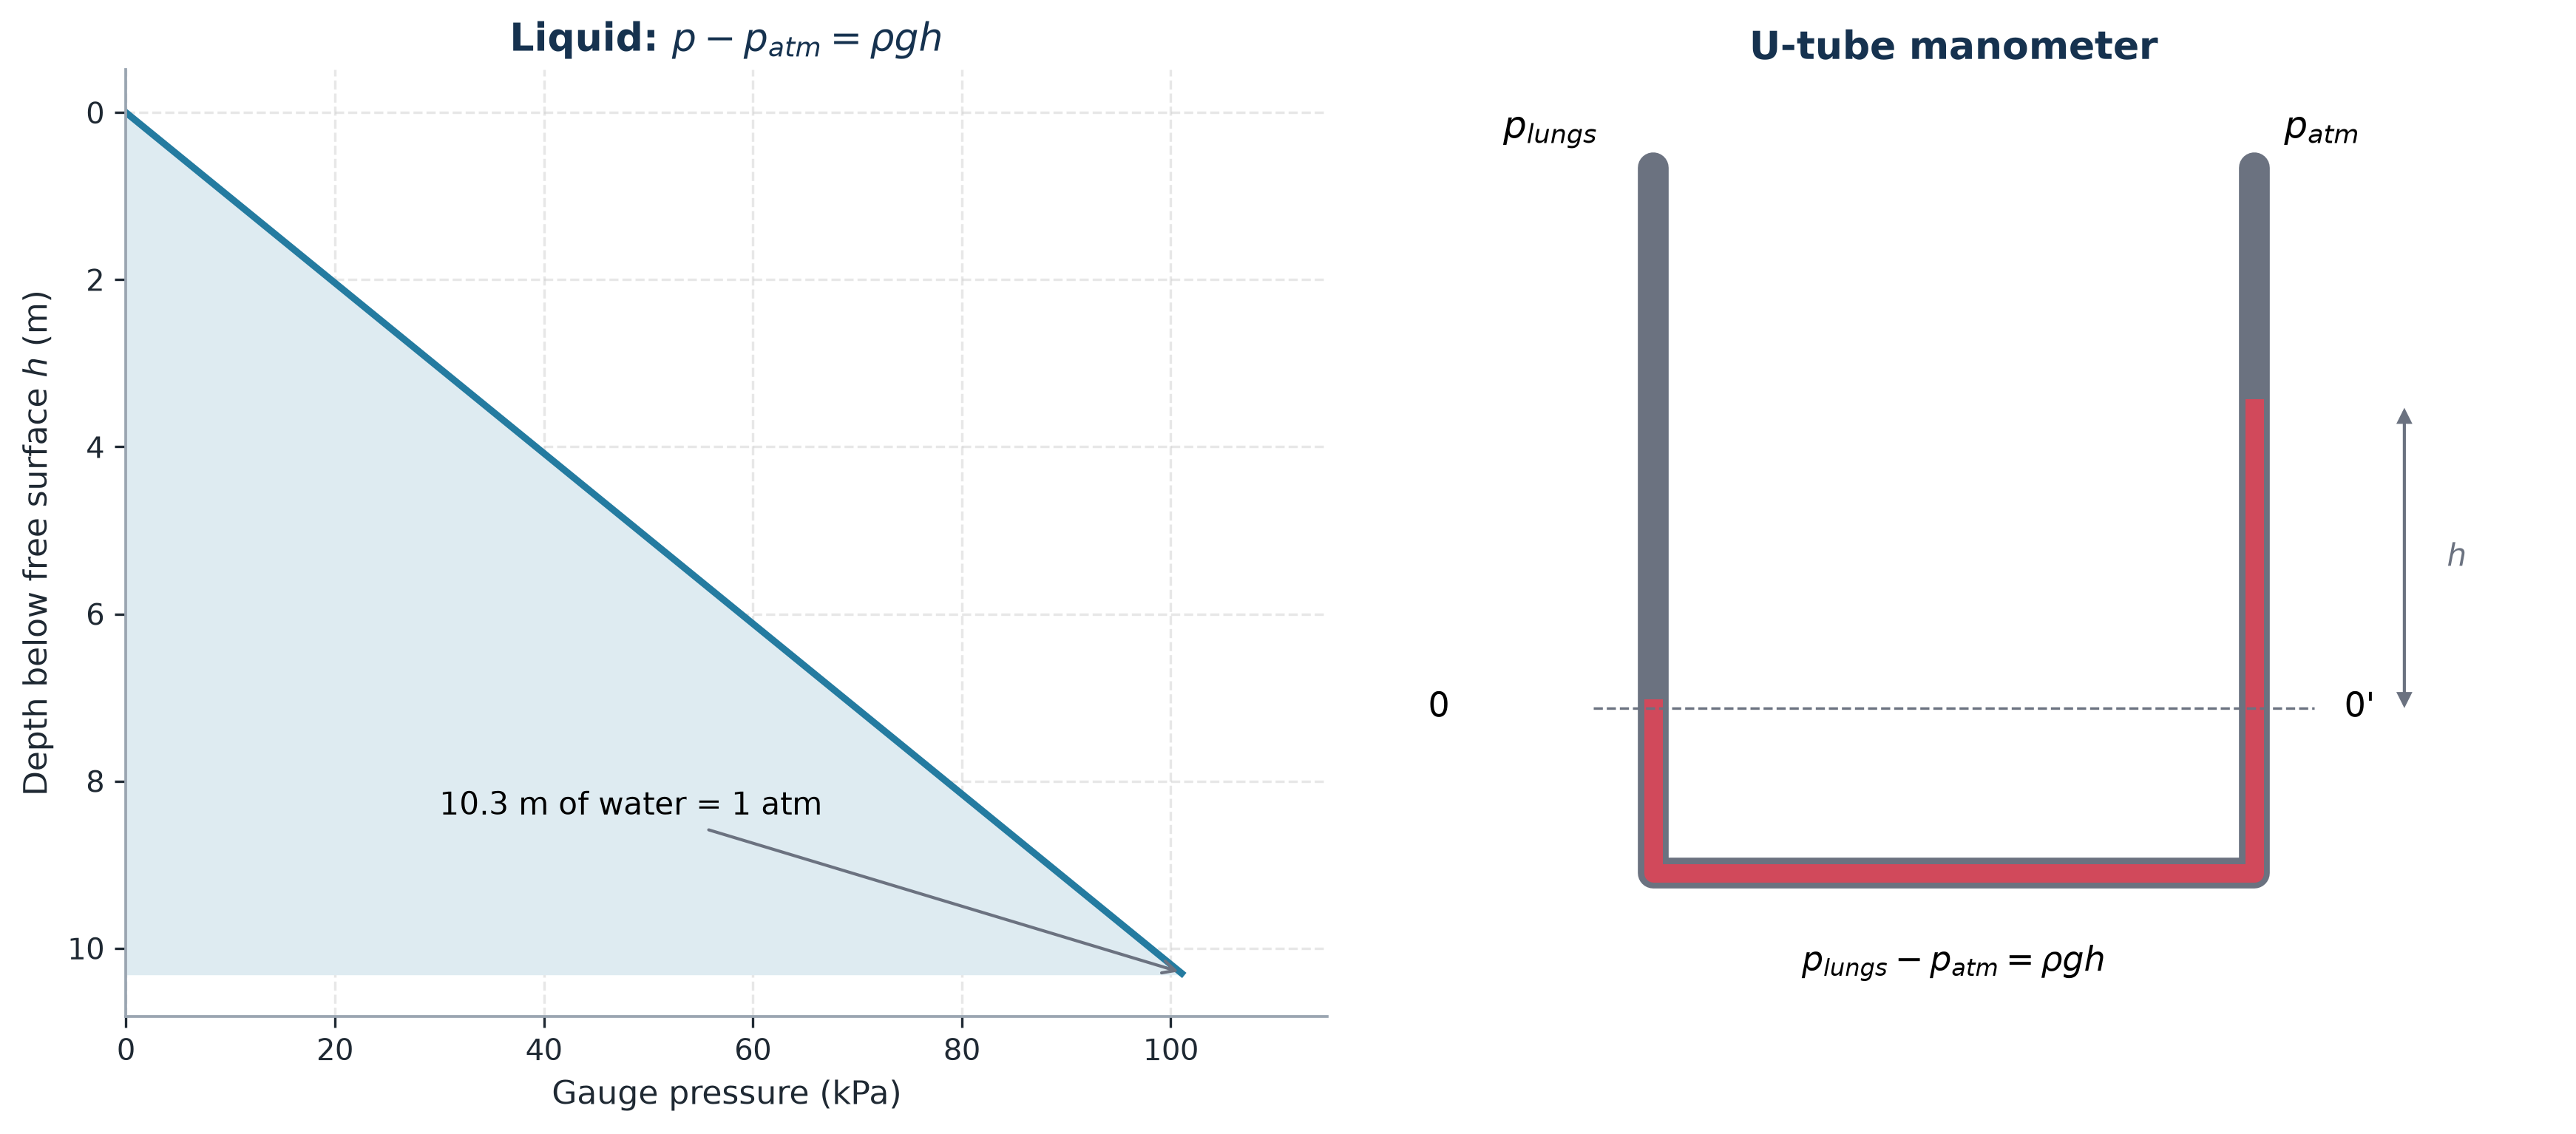 Liquid: p − p_atm = ρgh
Depth below free surface h (m)
0
2
4
6
8
10
10.3 m of water = 1 atm
0 20 40 60 80 100
Gauge pressure (kPa)
U-tube manometer
p_lungs p_atm
h
0 0'
p_lungs − p_atm = ρgh